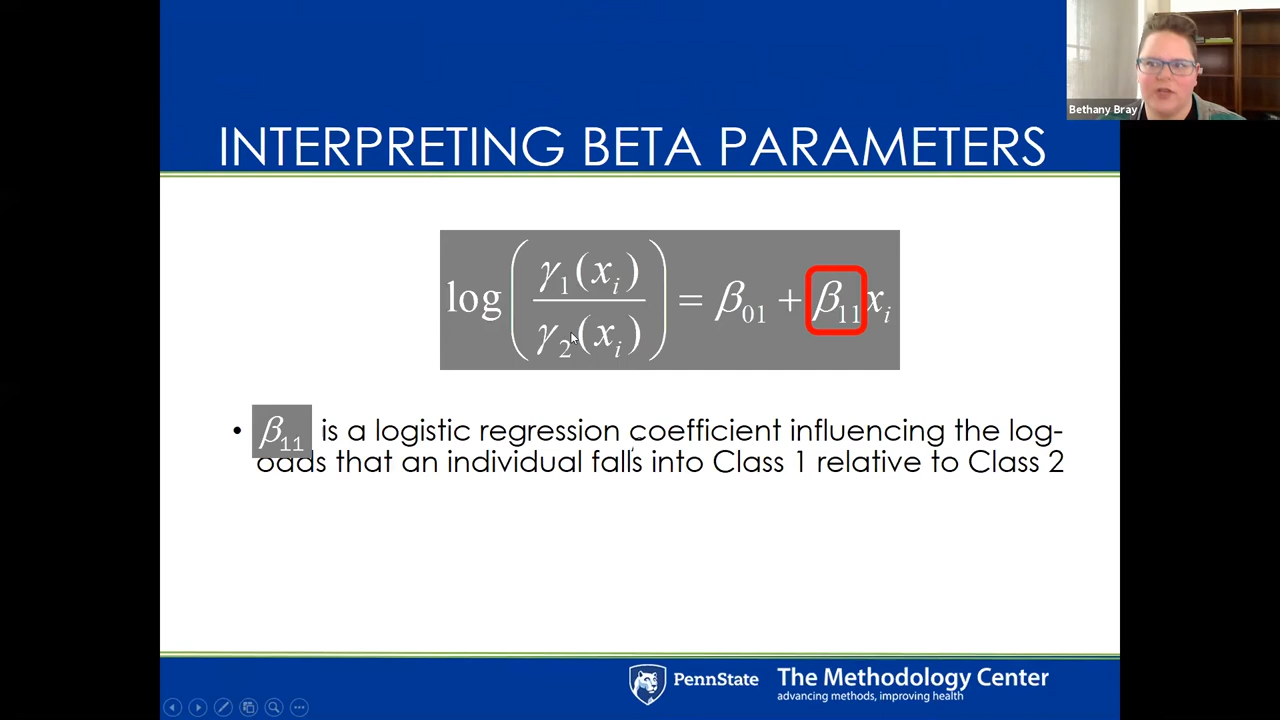 Bethany Bray
INTERPRETING BETA PARAMETERS
log(γ₁(xᵢ)/γ₂(xᵢ)) = β₀₁ + β₁₁xᵢ
• β₁₁ is a logistic regression coefficient influencing the log-
odds that an individual falls into Class 1 relative to Class 2
PennState
The Methodology Center
advancing methods, improving health